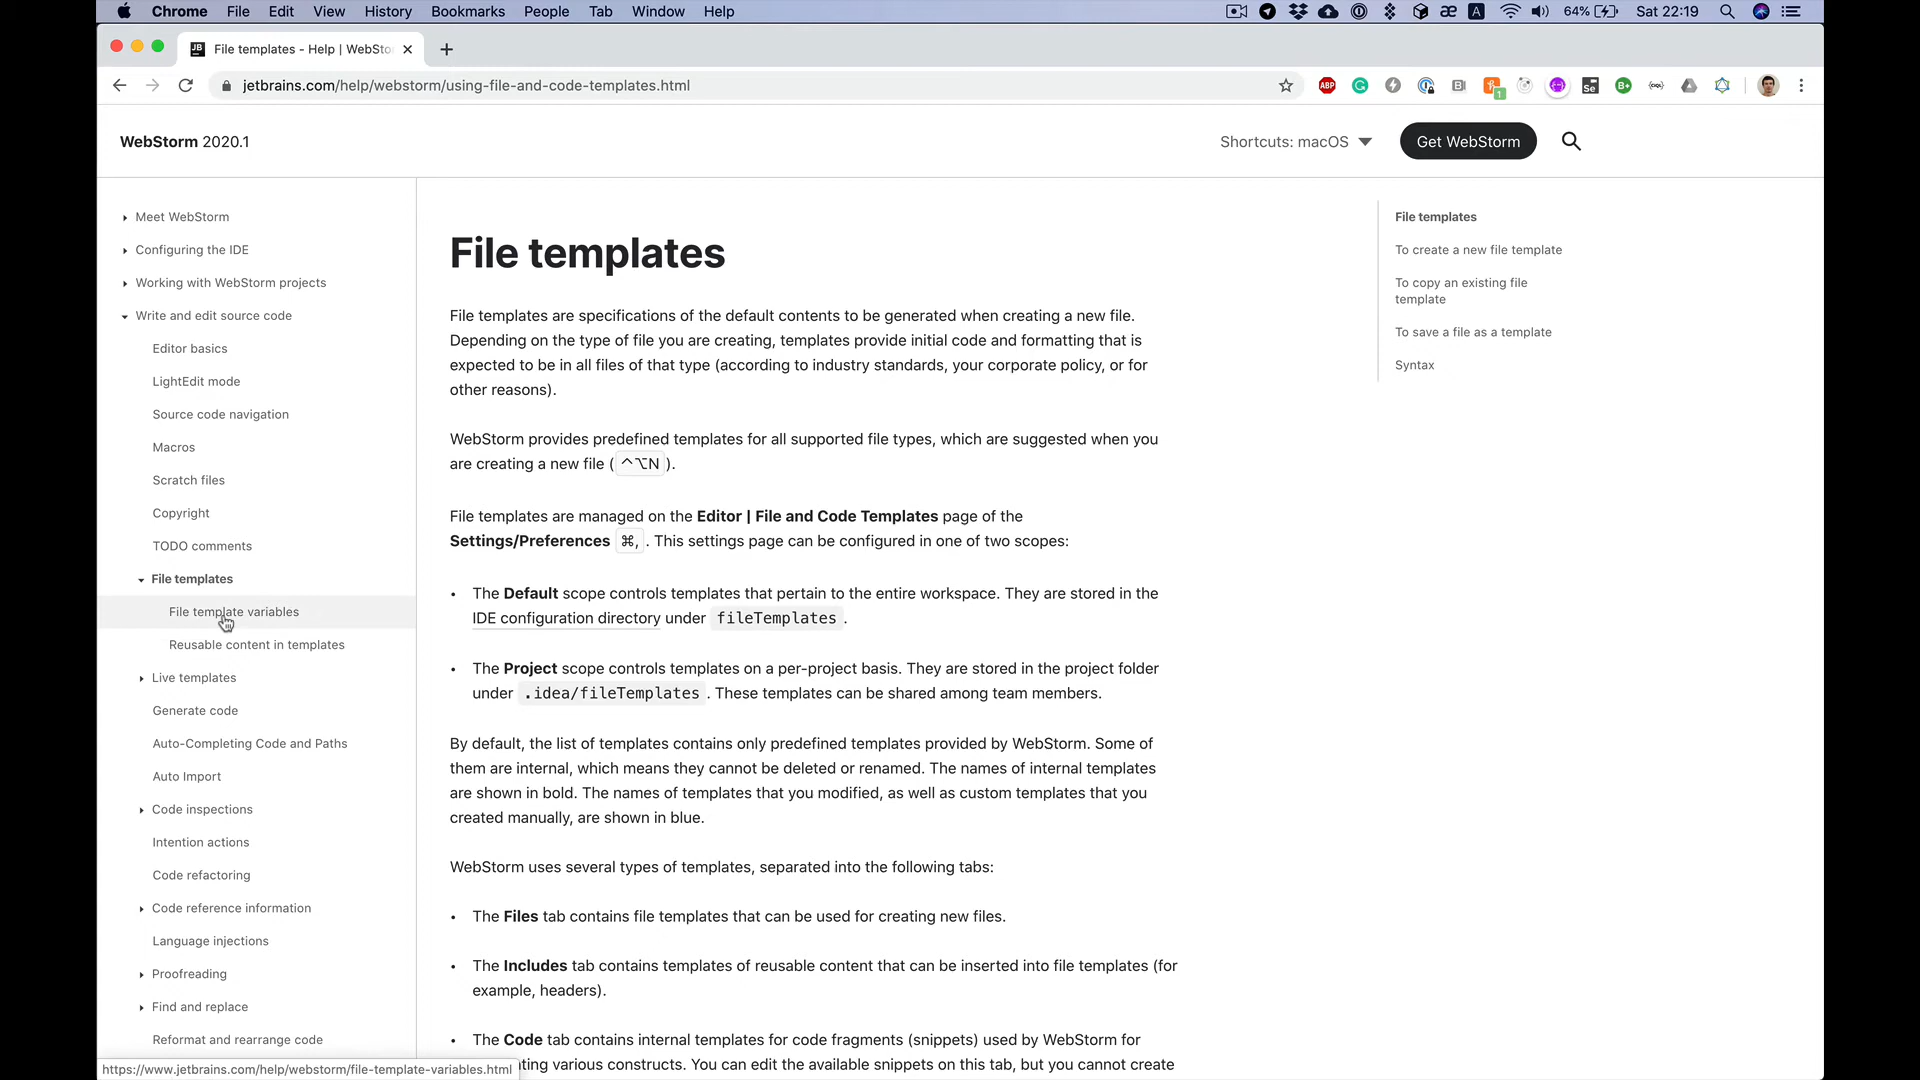 Chrome File Edit View History Bookmarks People Tab Window Help
64% Sat 22:19
File templates - Help | WebSto
jetbrains.com/help/webstorm/using-file-and-code-templates.html
WebStorm 2020.1
Shortcuts: macOS
Get WebStorm
Meet WebStorm
Configuring the IDE
Working with WebStorm projects
Write and edit source code
Editor basics
LightEdit mode
Source code navigation
Macros
Scratch files
Copyright
TODO comments
File templates
File template variables
Reusable content in templates
Live templates
Generate code
Auto-Completing Code and Paths
Auto Import
Code inspections
Intention actions
Code refactoring
Code reference information
Language injections
Proofreading
Find and replace
Reformat and rearrange code
https://www.jetbrains.com/help/webstorm/file-template-variables.html
File templates
File templates are specifications of the default contents to be generated when creating a new file.
Depending on the type of file you are creating, templates provide initial code and formatting that is
expected to be in all files of that type (according to industry standards, your corporate policy, or for
other reasons).
WebStorm provides predefined templates for all supported file types, which are suggested when you
are creating a new file ( ⌃⌥N ).
File templates are managed on the Editor | File and Code Templates page of the
Settings/Preferences ⌘, . This settings page can be configured in one of two scopes:
• The Default scope controls templates that pertain to the entire workspace. They are stored in the
IDE configuration directory under fileTemplates .
• The Project scope controls templates on a per-project basis. They are stored in the project folder
under .idea/fileTemplates . These templates can be shared among team members.
By default, the list of templates contains only predefined templates provided by WebStorm. Some of
them are internal, which means they cannot be deleted or renamed. The names of internal templates
are shown in bold. The names of templates that you modified, as well as custom templates that you
created manually, are shown in blue.
WebStorm uses several types of templates, separated into the following tabs:
• The Files tab contains file templates that can be used for creating new files.
• The Includes tab contains templates of reusable content that can be inserted into file templates (for
example, headers).
• The Code tab contains internal templates for code fragments (snippets) used by WebStorm for
ting various constructs. You can edit the available snippets on this tab, but you cannot create
File templates
To create a new file template
To copy an existing file
template
To save a file as a template
Syntax